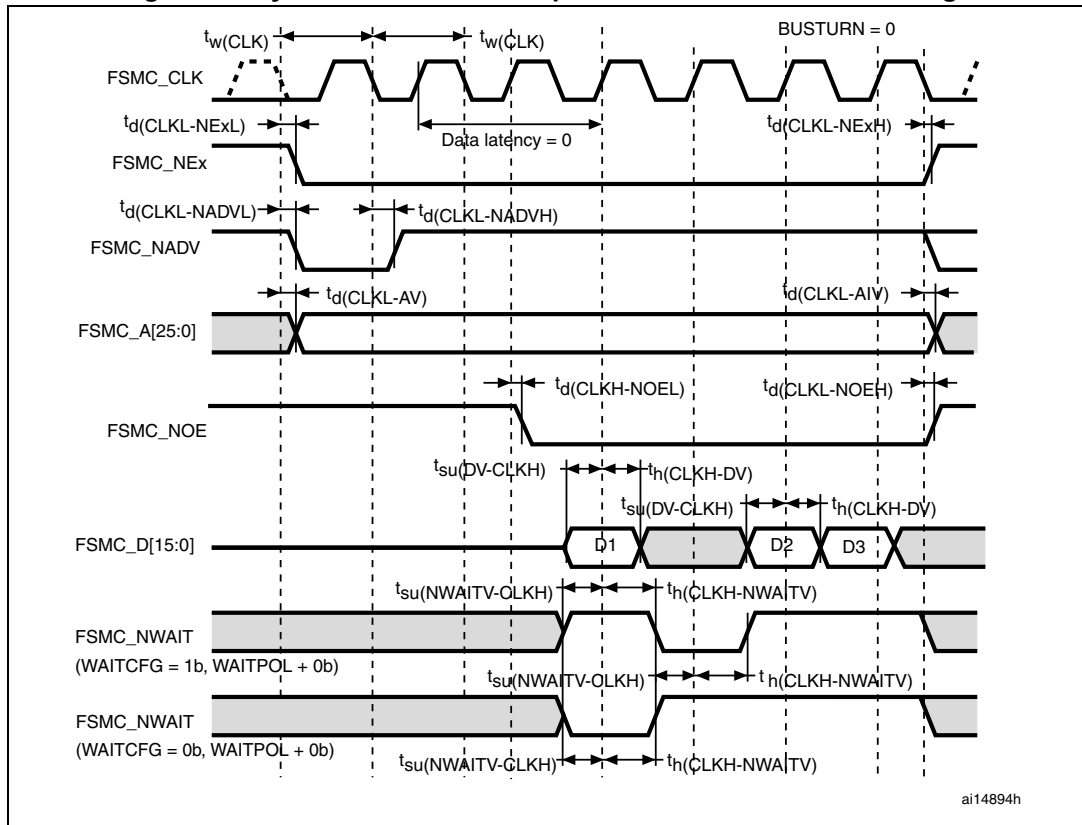 BUSTURN = 0
tw(CLK)
tw(CLK)
FSMC_CLK
td(CLKL-NExL)
Data latency = 0
td(CLKL-NExH)
FSMC_NEx
td(CLKL-NADVL)
td(CLKL-NADVH)
FSMC_NADV
td(CLKL-AV)
td(CLKL-AIV)
FSMC_A[25:0]
td(CLKH-NOEL)
td(CLKL-NOEH)
FSMC_NOE
tsu(DV-CLKH)
th(CLKH-DV)
tsu(DV-CLKH)
th(CLKH-DV)
FSMC_D[15:0]
D1
D2
D3
tsu(NWAITV-CLKH)
th(CLKH-NWAITV)
FSMC_NWAIT
(WAITCFG = 1b, WAITPOL + 0b)
tsu(NWAITV-CLKH)
th(CLKH-NWAITV)
FSMC_NWAIT
(WAITCFG = 0b, WAITPOL + 0b)
tsu(NWAITV-CLKH)
th(CLKH-NWAITV)
ai14894h